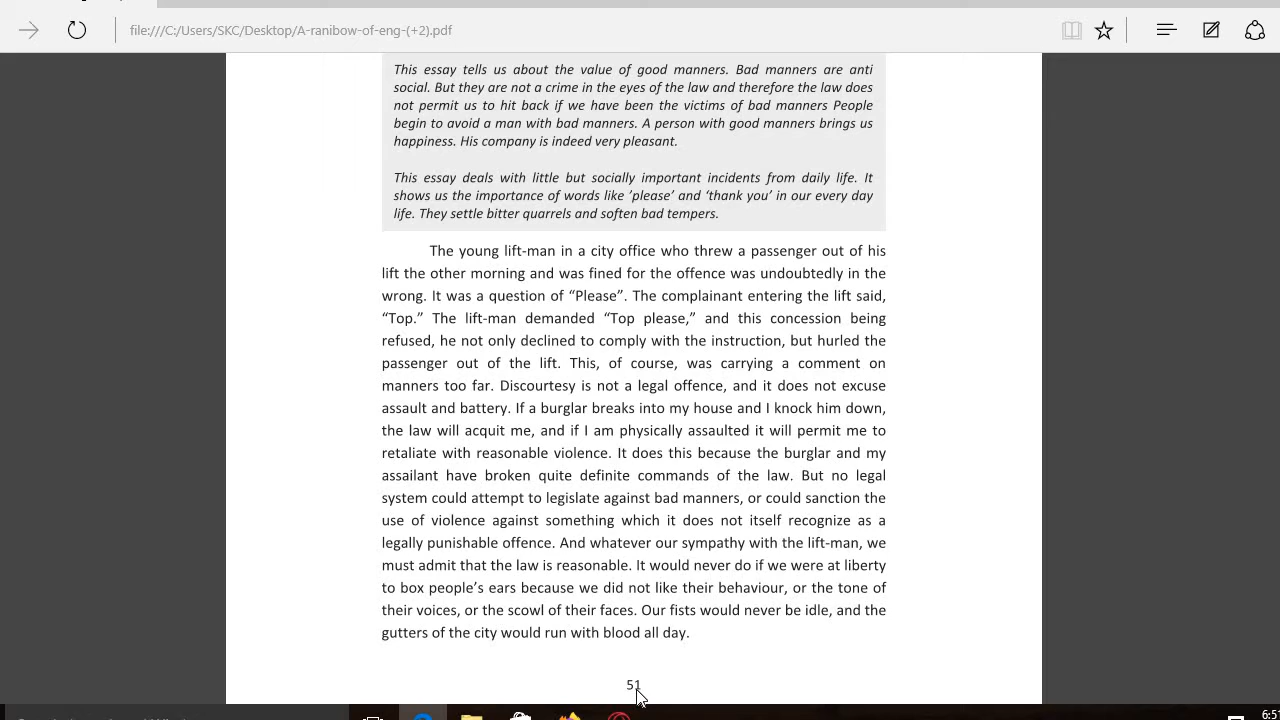 file:///C:/Users/SKC/Desktop/A-ranibow-of-eng-(+2).pdf
This essay tells us about the value of good manners. Bad manners are anti
social. But they are not a crime in the eyes of the law and therefore the law does
not permit us to hit back if we have been the victims of bad manners People
begin to avoid a man with bad manners. A person with good manners brings us
happiness. His company is indeed very pleasant.
This essay deals with little but socially important incidents from daily life. It
shows us the importance of words like ’please’ and ‘thank you’ in our every day
life. They settle bitter quarrels and soften bad tempers.
The young lift-man in a city office who threw a passenger out of his
lift the other morning and was fined for the offence was undoubtedly in the
wrong. It was a question of “Please”. The complainant entering the lift said,
“Top.” The lift-man demanded “Top please,” and this concession being
refused, he not only declined to comply with the instruction, but hurled the
passenger out of the lift. This, of course, was carrying a comment on
manners too far. Discourtesy is not a legal offence, and it does not excuse
assault and battery. If a burglar breaks into my house and I knock him down,
the law will acquit me, and if I am physically assaulted it will permit me to
retaliate with reasonable violence. It does this because the burglar and my
assailant have broken quite definite commands of the law. But no legal
system could attempt to legislate against bad manners, or could sanction the
use of violence against something which it does not itself recognize as a
legally punishable offence. And whatever our sympathy with the lift-man, we
must admit that the law is reasonable. It would never do if we were at liberty
to box people’s ears because we did not like their behaviour, or the tone of
their voices, or the scowl of their faces. Our fists would never be idle, and the
gutters of the city would run with blood all day.
51